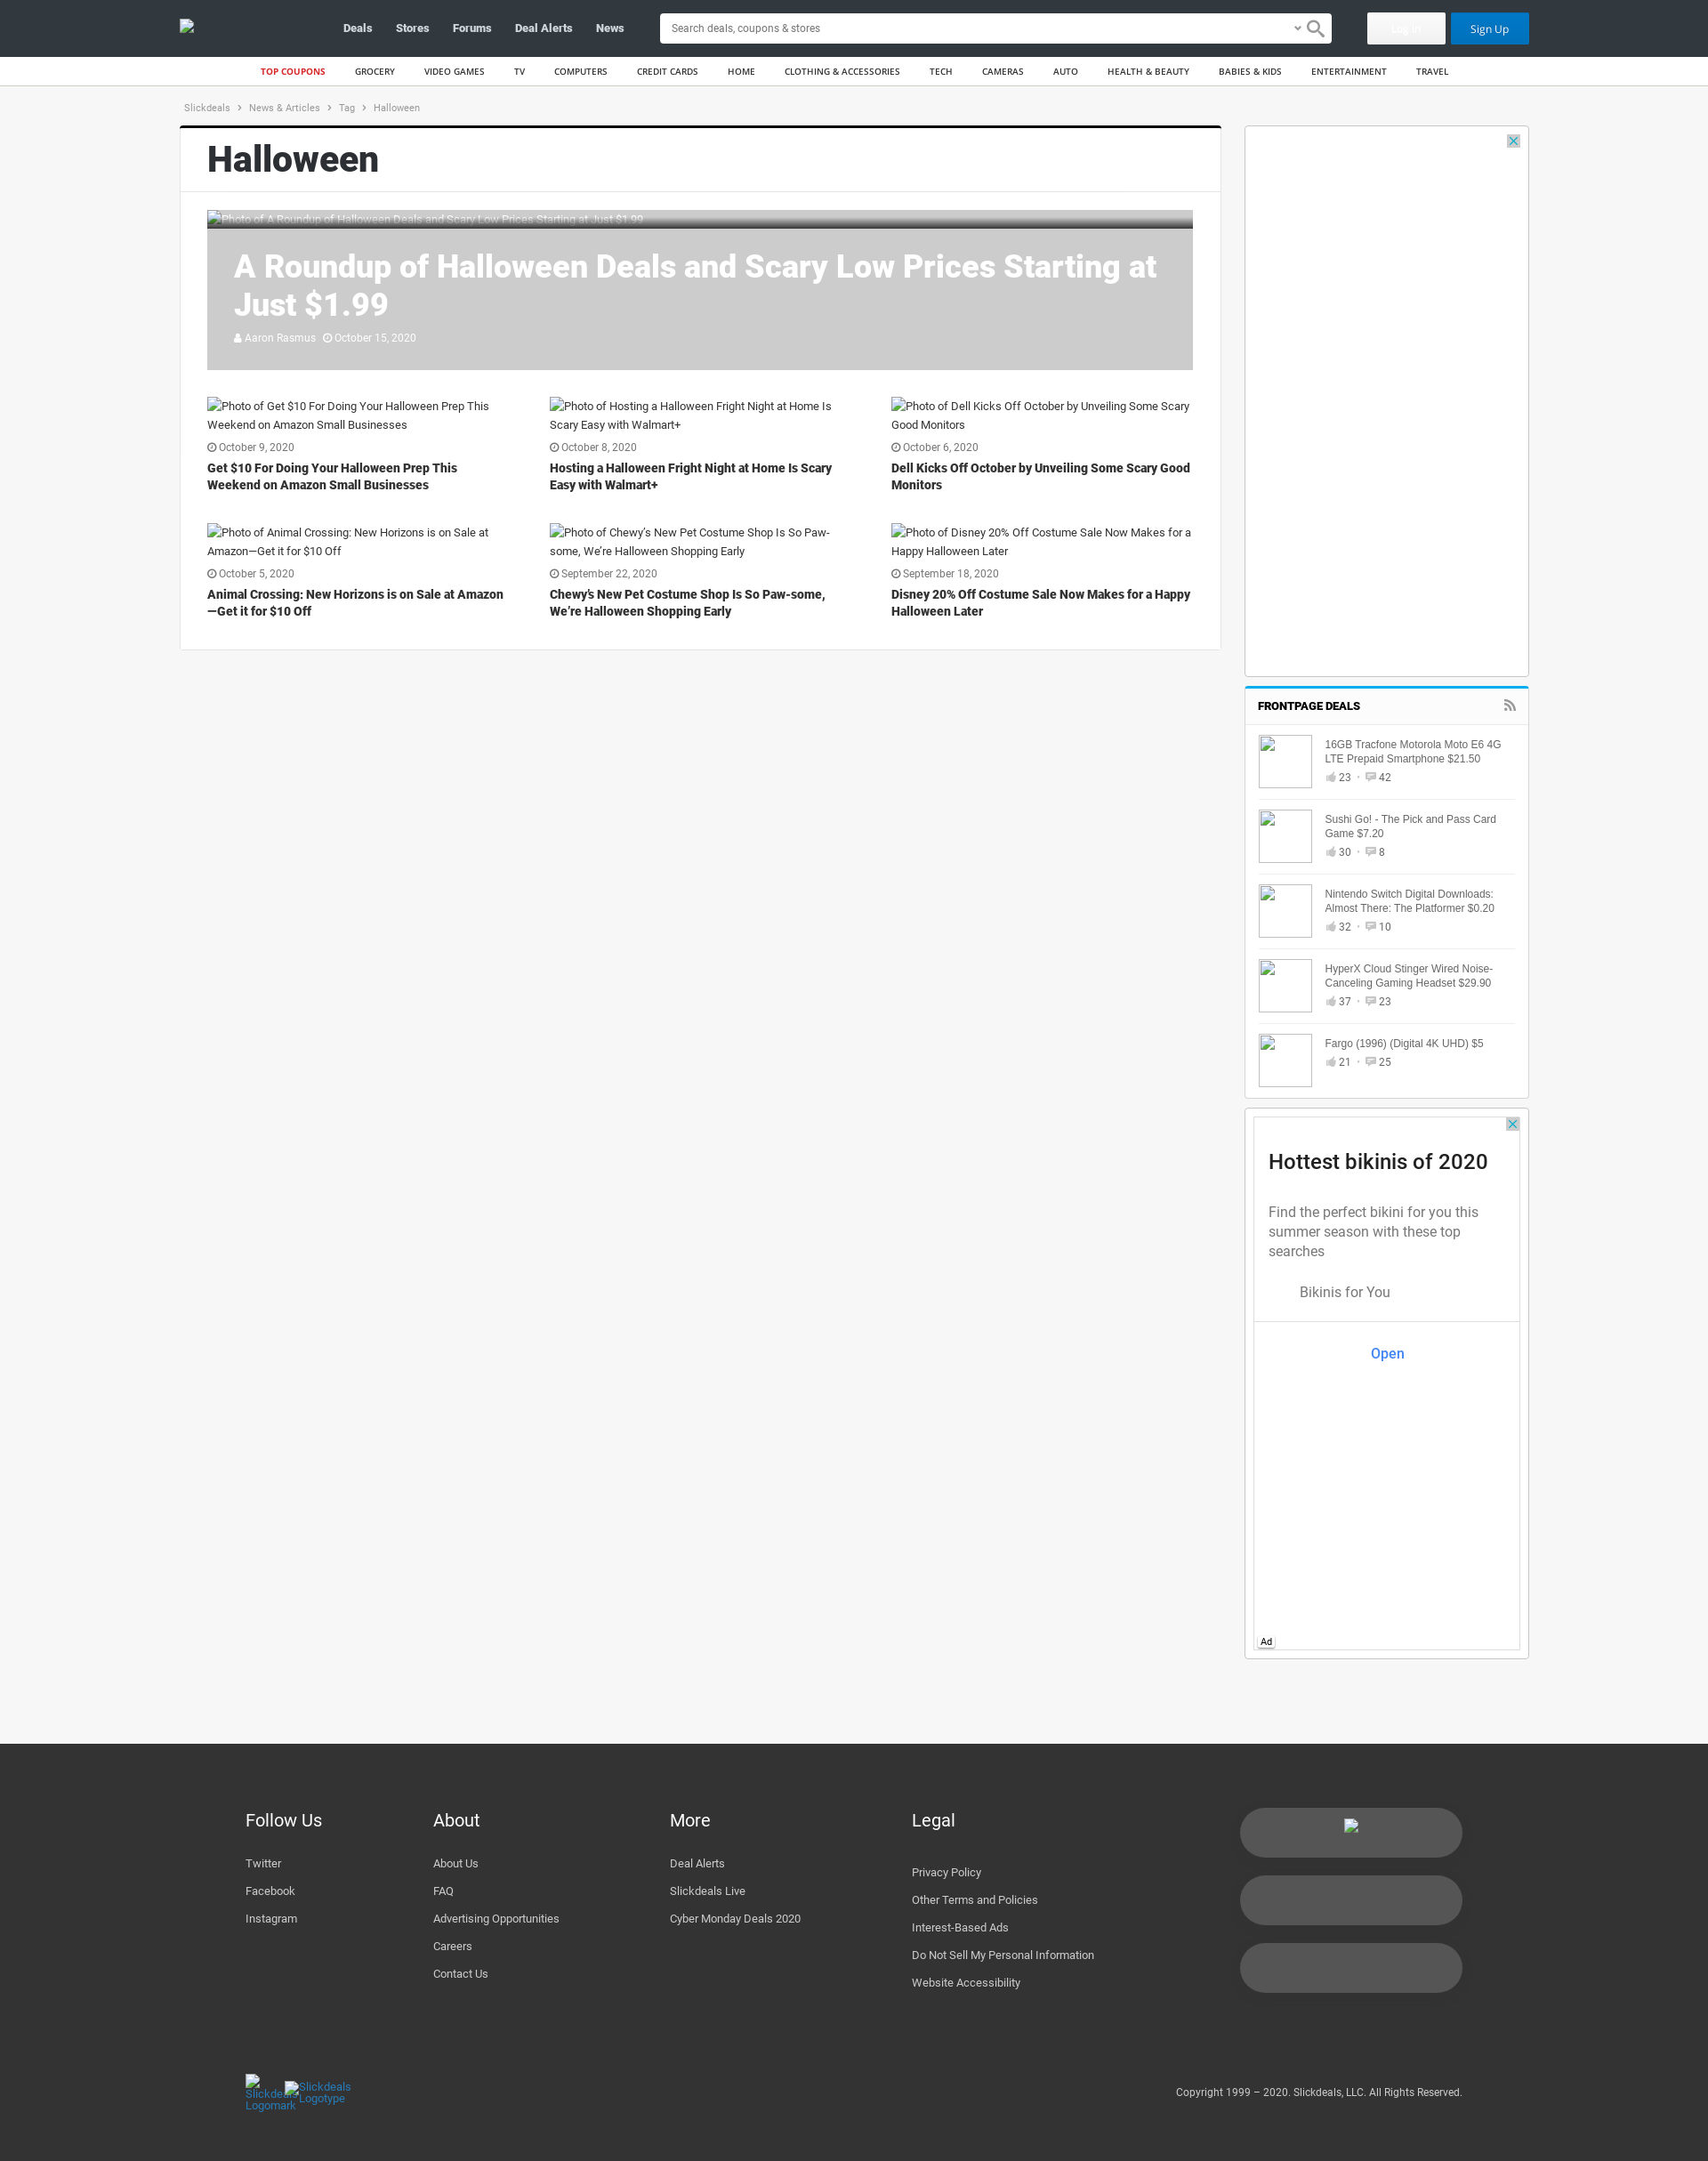 Deals
Stores
Forums
Deal Alerts
News
Search deals, coupons & stores
Log In
Sign Up
TOP COUPONS
GROCERY
VIDEO GAMES
TV
COMPUTERS
CREDIT CARDS
HOME
CLOTHING & ACCESSORIES
TECH
CAMERAS
AUTO
HEALTH & BEAUTY
BABIES & KIDS
ENTERTAINMENT
TRAVEL
Slickdeals > News & Articles > Tag > Halloween
Halloween
Photo of A Roundup of Halloween Deals and Scary Low Prices Starting at Just $1.99
A Roundup of Halloween Deals and Scary Low Prices Starting at
Just $1.99
Aaron Rasmus October 15, 2020
Photo of Get $10 For Doing Your Halloween Prep This
Weekend on Amazon Small Businesses
October 9, 2020
Get $10 For Doing Your Halloween Prep This
Weekend on Amazon Small Businesses
Photo of Hosting a Halloween Fright Night at Home Is
Scary Easy with Walmart+
October 8, 2020
Hosting a Halloween Fright Night at Home Is Scary
Easy with Walmart+
Photo of Dell Kicks Off October by Unveiling Some Scary
Good Monitors
October 6, 2020
Dell Kicks Off October by Unveiling Some Scary Good
Monitors
Photo of Animal Crossing: New Horizons is on Sale at
Amazon—Get it for $10 Off
October 5, 2020
Animal Crossing: New Horizons is on Sale at Amazon
—Get it for $10 Off
Photo of Chewy's New Pet Costume Shop Is So Paw-
some, We're Halloween Shopping Early
September 22, 2020
Chewy's New Pet Costume Shop Is So Paw-some,
We're Halloween Shopping Early
Photo of Disney 20% Off Costume Sale Now Makes for a
Happy Halloween Later
September 18, 2020
Disney 20% Off Costume Sale Now Makes for a Happy
Halloween Later
FRONTPAGE DEALS
16GB Tracfone Motorola Moto E6 4G
LTE Prepaid Smartphone $21.50
23 • 42
Sushi Go! - The Pick and Pass Card
Game $7.20
30 • 8
Nintendo Switch Digital Downloads:
Almost There: The Platformer $0.20
32 • 10
HyperX Cloud Stinger Wired Noise-
Canceling Gaming Headset $29.90
37 • 23
Fargo (1996) (Digital 4K UHD) $5
21 • 25
Hottest bikinis of 2020
Find the perfect bikini for you this
summer season with these top
searches
Bikinis for You
Open
Ad
Follow Us
Twitter
Facebook
Instagram
About
About Us
FAQ
Advertising Opportunities
Careers
Contact Us
More
Deal Alerts
Slickdeals Live
Cyber Monday Deals 2020
Legal
Privacy Policy
Other Terms and Policies
Interest-Based Ads
Do Not Sell My Personal Information
Website Accessibility
Slickdeals
Logomark
Slickdeals
Logotype
Copyright 1999 – 2020. Slickdeals, LLC. All Rights Reserved.